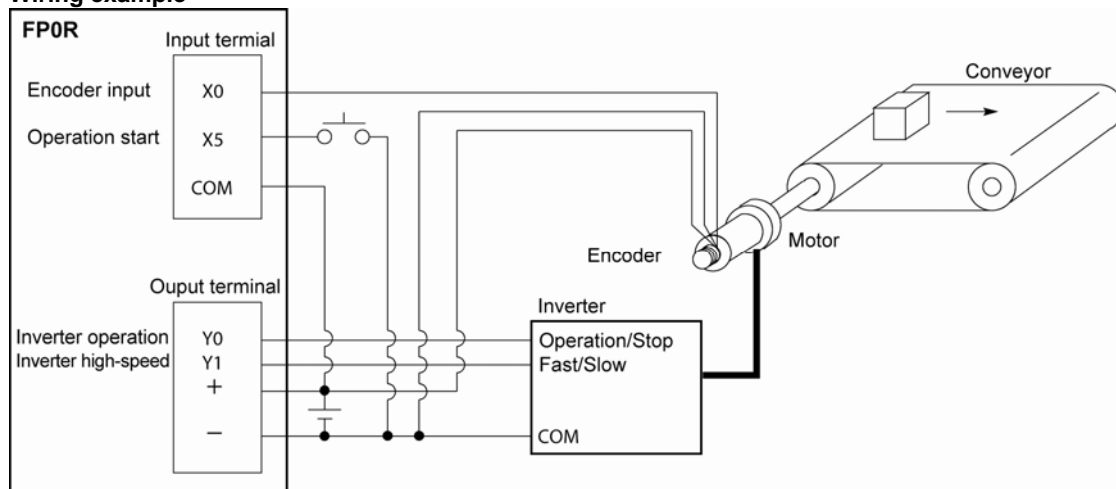 Wiring example
FP0R
Input termial
Encoder input
X0
Operation start
X5
COM
Conveyor
Encoder
Motor
Ouput terminal
Inverter
Inverter operation
Y0
Operation/Stop
Inverter high-speed
Y1
Fast/Slow
+
−
COM